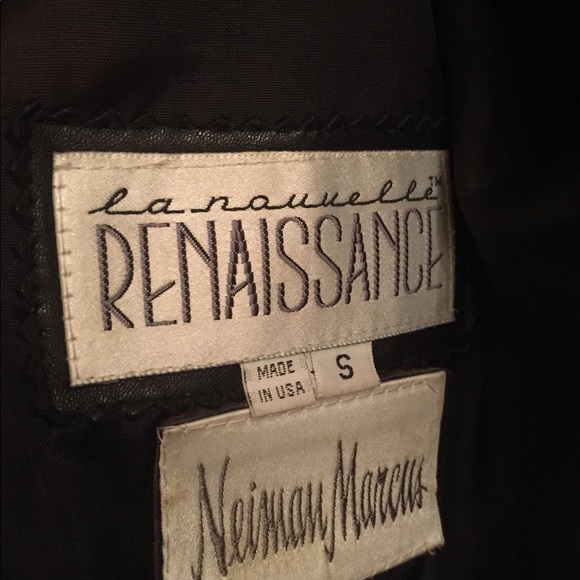 la nouvelle™
RENAISSANCE
MADE
IN USA
S
Neiman Marcus